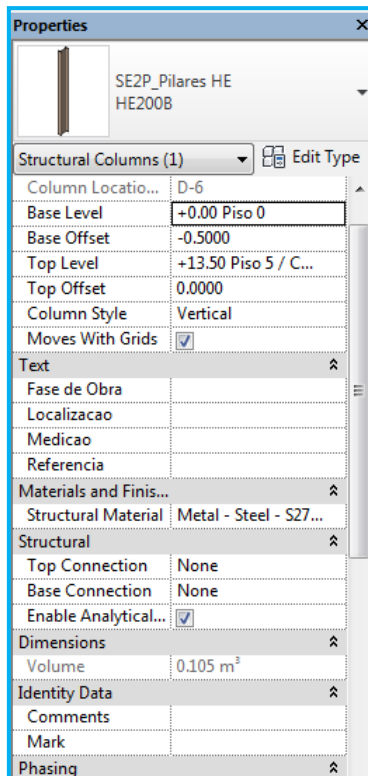 Properties
SE2P_Pilares HE
HE200B
Structural Columns (1) Edit Type
Column Locatio... D-6
Base Level +0.00 Piso 0
Base Offset -0.5000
Top Level +13.50 Piso 5 / C...
Top Offset 0.0000
Column Style Vertical
Moves With Grids
Text
Fase de Obra
Localizacao
Medicao
Referencia
Materials and Finis...
Structural Material Metal - Steel - S27...
Structural
Top Connection None
Base Connection None
Enable Analytical...
Dimensions
Volume 0.105 m³
Identity Data
Comments
Mark
Phasing